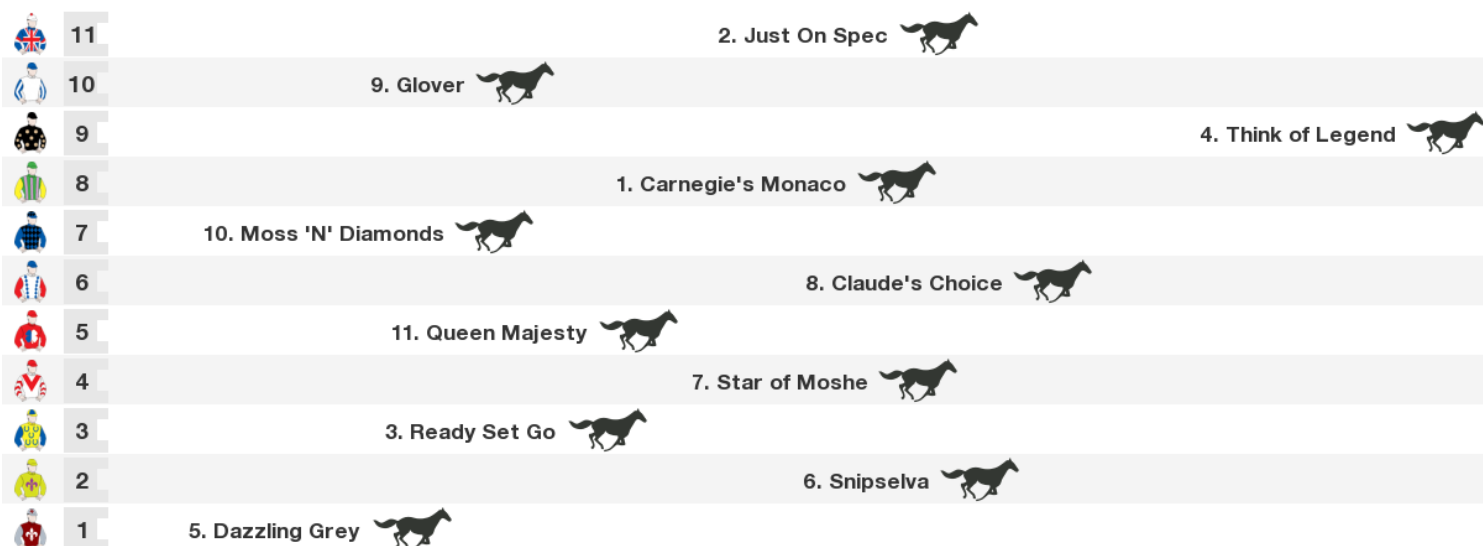 11 2. Just On Spec
10 9. Glover
9 4. Think of Legend
8 1. Carnegie's Monaco
7 10. Moss 'N' Diamonds
6 8. Claude's Choice
5 11. Queen Majesty
4 7. Star of Moshe
3 3. Ready Set Go
2 6. Snipselva
1 5. Dazzling Grey